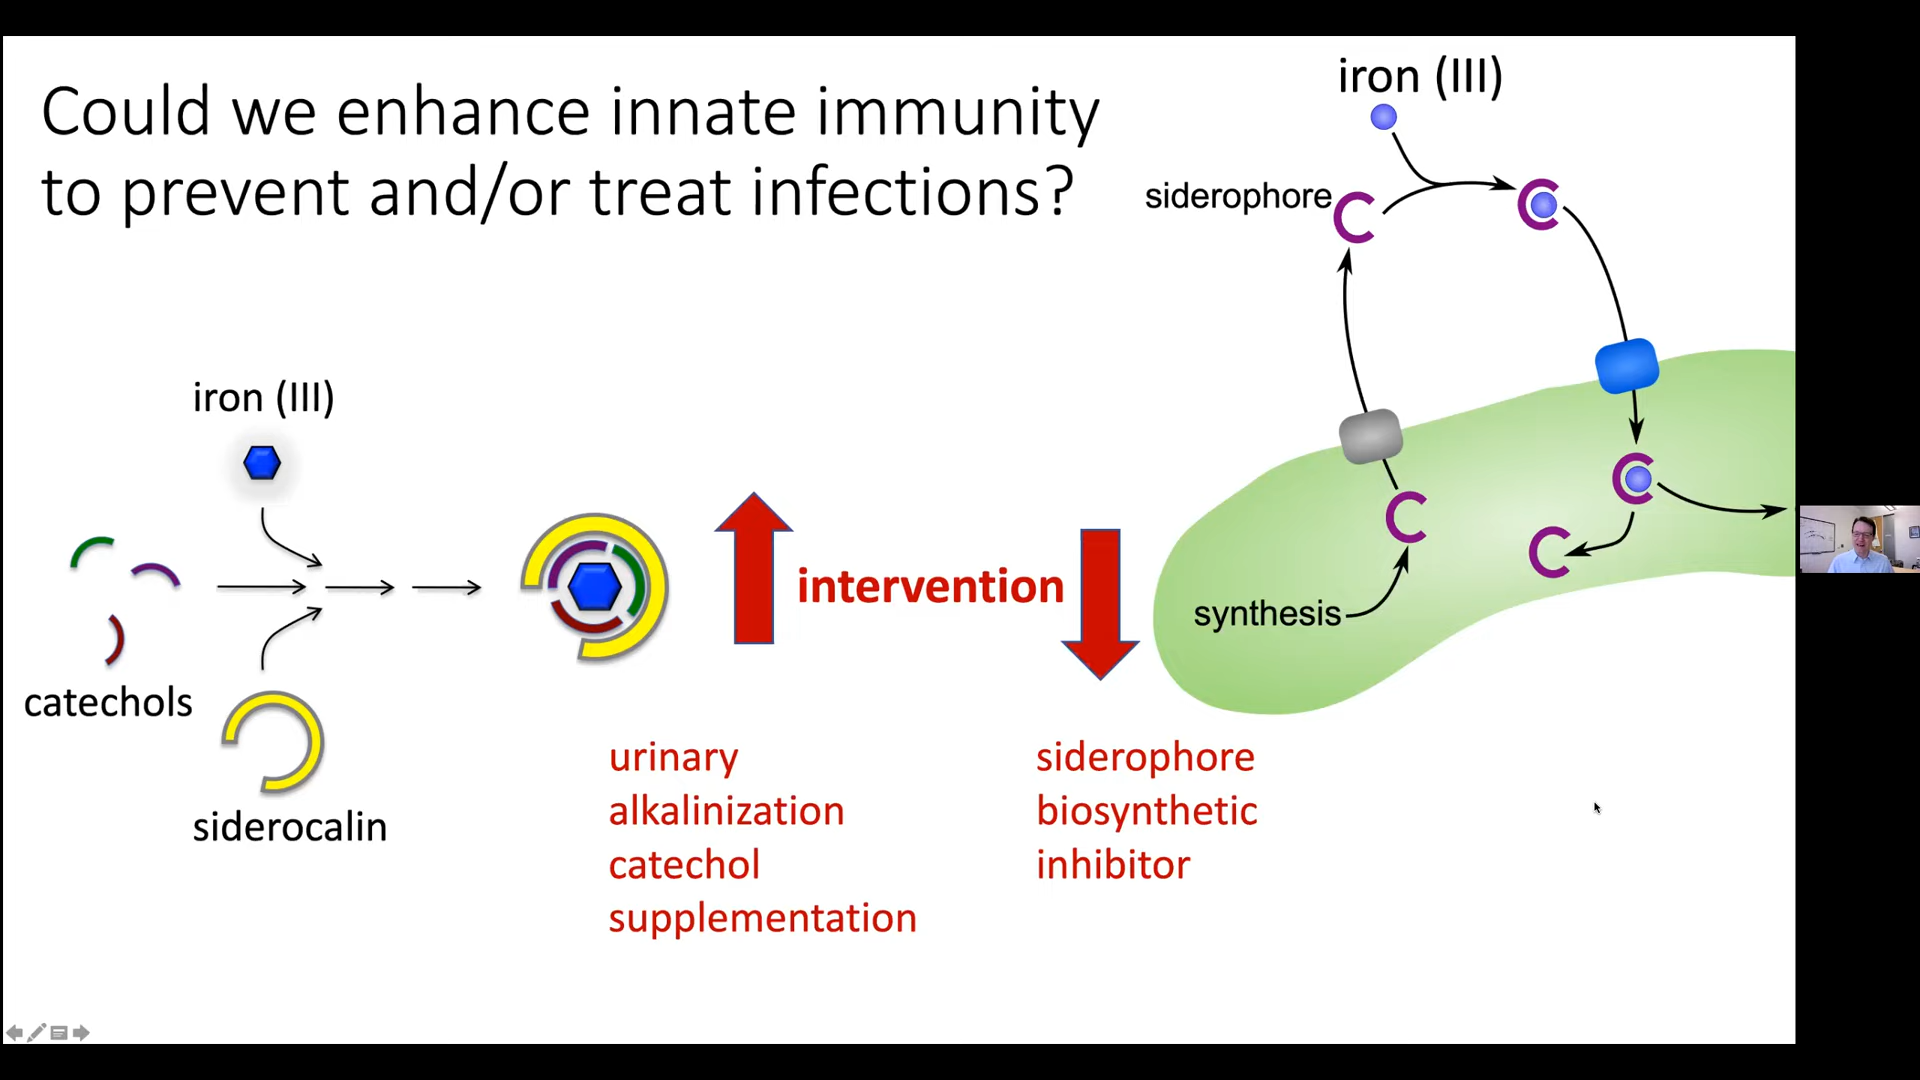 Could we enhance innate immunity
to prevent and/or treat infections?
iron (III)
siderophore
synthesis
iron (III)
catechols
siderocalin
intervention
urinary
alkalinization
catechol
supplementation
siderophore
biosynthetic
inhibitor